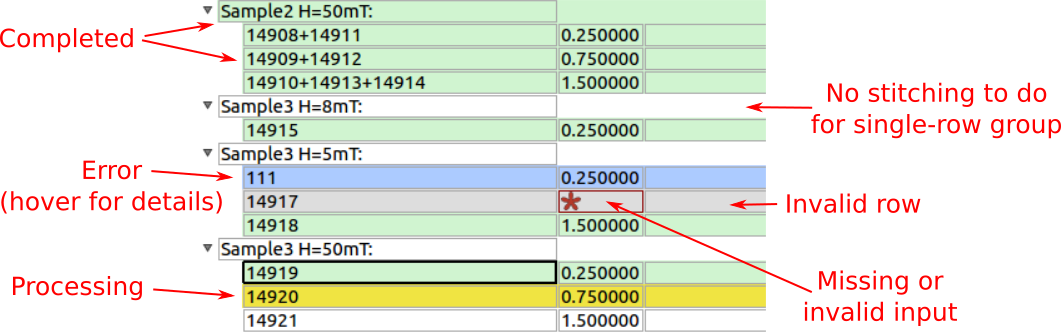 Sample2 H=50mT:
Completed
14908+14911 0.250000
14909+14912 0.750000
14910+14913+14914 1.500000
Sample3 H=8mT:
No stitching to do
for single-row group
14915 0.250000
Sample3 H=5mT:
Error
(hover for details)
111 0.250000
14917 *
Invalid row
14918 1.500000
Sample3 H=50mT:
14919 0.250000
Processing
14920 0.750000
Missing or
invalid input
14921 1.500000